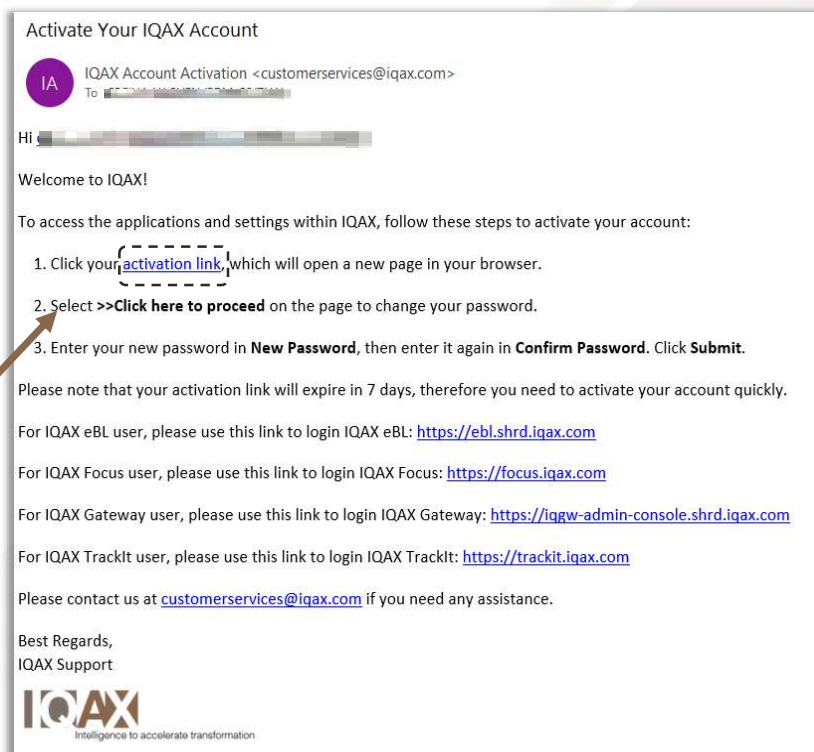 Activate Your IQAX Account
IA
IQAX Account Activation <customerservices@iqax.com>
To
Hi
Welcome to IQAX!
To access the applications and settings within IQAX, follow these steps to activate your account:
1. Click your activation link, which will open a new page in your browser.
2. Select >>Click here to proceed on the page to change your password.
3. Enter your new password in New Password, then enter it again in Confirm Password. Click Submit.
Please note that your activation link will expire in 7 days, therefore you need to activate your account quickly.
For IQAX eBL user, please use this link to login IQAX eBL: https://ebl.shrd.iqax.com
For IQAX Focus user, please use this link to login IQAX Focus: https://focus.iqax.com
For IQAX Gateway user, please use this link to login IQAX Gateway: https://iqgw-admin-console.shrd.iqax.com
For IQAX TrackIt user, please use this link to login IQAX TrackIt: https://trackit.iqax.com
Please contact us at customerservices@iqax.com if you need any assistance.
Best Regards,
IQAX Support
IQAX
Intelligence to accelerate transformation